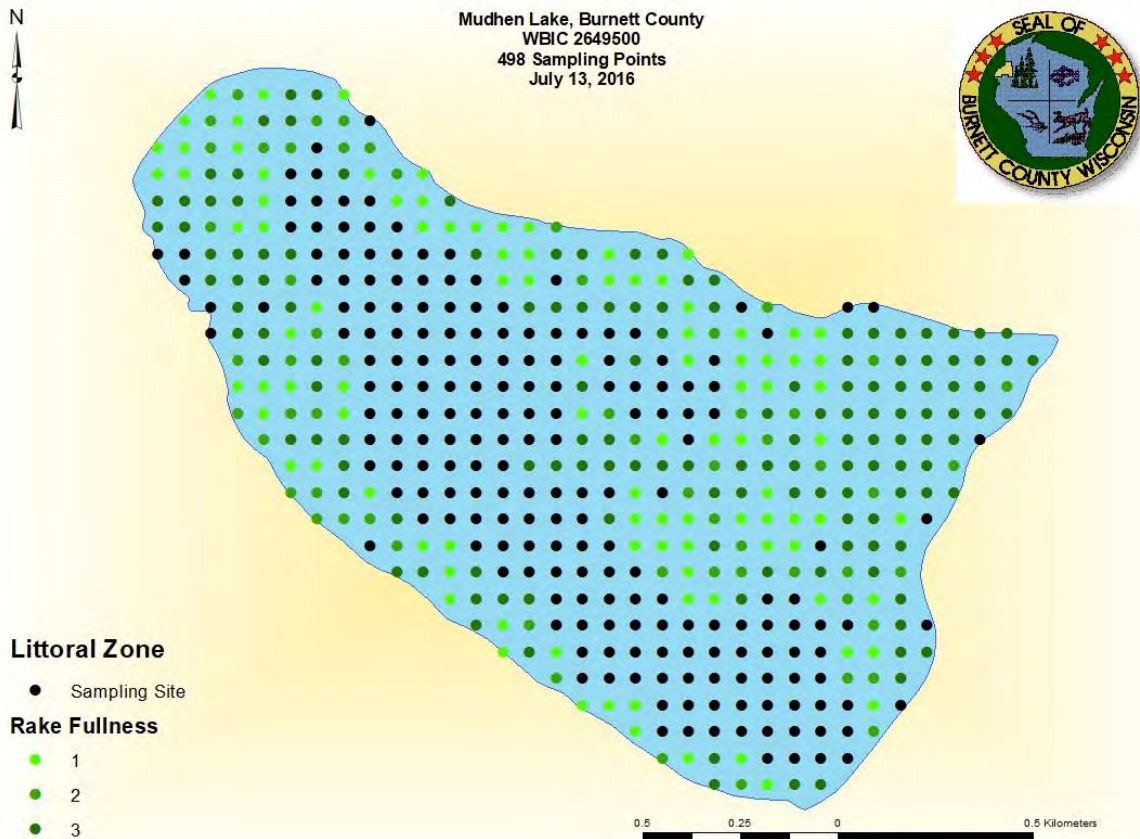 N
Mudhen Lake, Burnett County
WBIC 2649500
498 Sampling Points
July 13, 2016
SEAL OF
BURNETT COUNTY WISCONSIN
Littoral Zone
Sampling Site
Rake Fullness
1
2
3
0.5 0.25 0 0.5 Kilometers